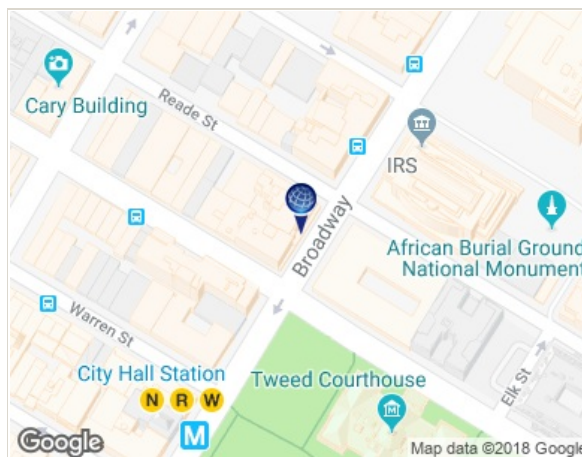 Cary Building
Reade St
IRS
Broadway
African Burial Ground
National Monument
Warren St
City Hall Station
N R W
M
Tweed Courthouse
Elk St
Google
Map data ©2018 Google